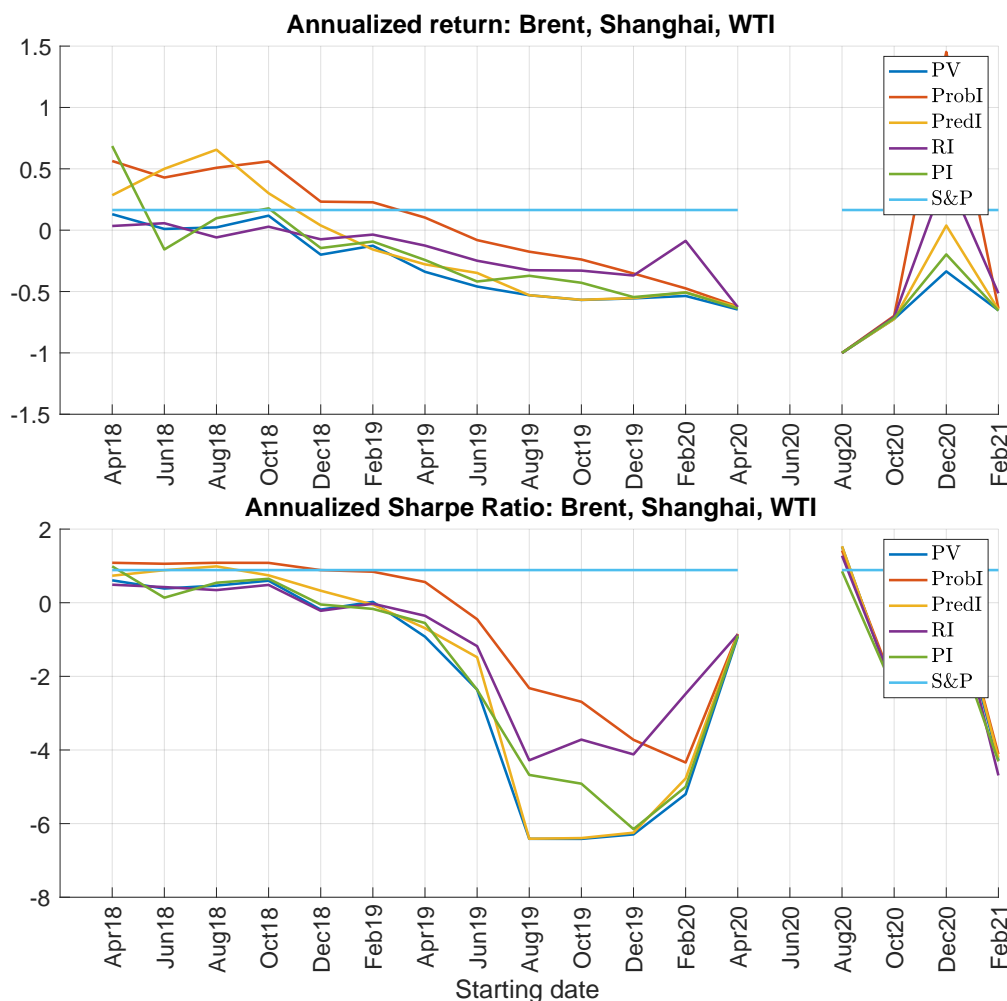 Annualized return: Brent, Shanghai, WTI
1.5
1
0.5
0
-0.5
-1
-1.5
PV
ProbI
PredI
RI
PI
S&P
Apr18
Jun18
Aug18
Oct18
Dec18
Feb19
Apr19
Jun19
Aug19
Oct19
Dec19
Feb20
Apr20
Jun20
Aug20
Oct20
Dec20
Feb21
Annualized Sharpe Ratio: Brent, Shanghai, WTI
2
0
-2
-4
-6
-8
PV
ProbI
PredI
RI
PI
S&P
Apr18
Jun18
Aug18
Oct18
Dec18
Feb19
Apr19
Jun19
Aug19
Oct19
Dec19
Feb20
Apr20
Jun20
Aug20
Oct20
Dec20
Feb21
Starting date